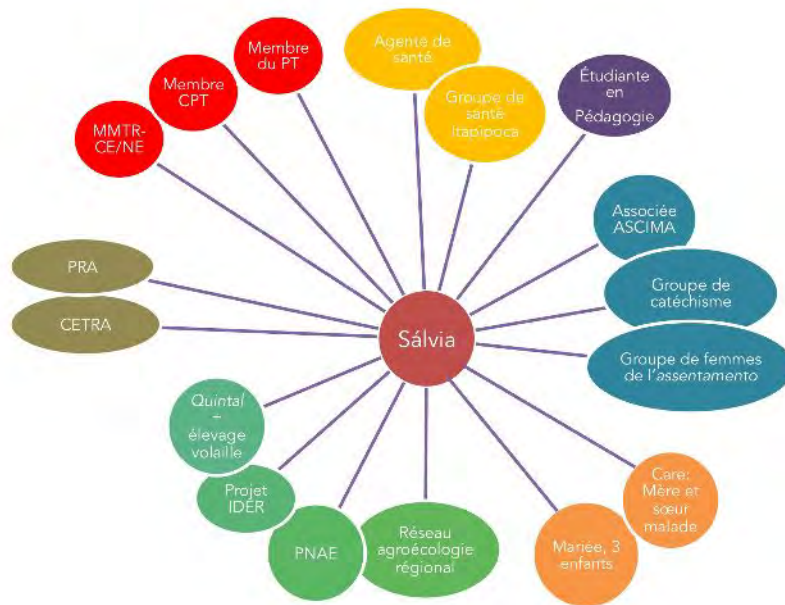 Membre
du PT
Membre
CPT
MMTR-
CE/NE
Agente de
santé
Groupe de
santé
Itapipoca
Étudiante
en
Pédagogie
Associée
ASCIMA
Groupe de
catéchisme
Groupe de femmes
de l'assentamento
PRA
CETRA
Sálvia
Quintal
–
élevage
volaille
Projet
IDER
PNAE
Réseau
agroécologie
régional
Mariée, 3
enfants
Care:
Mère et
sœur
malade